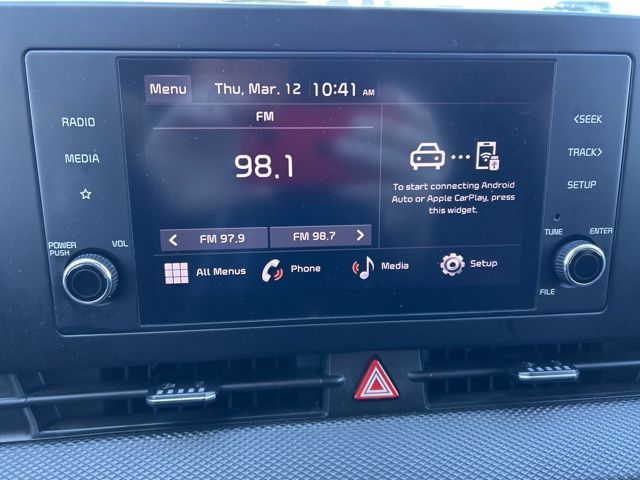 Menu Thu, Mar. 12 10:41 AM
FM
98.1
To start connecting Android
Auto or Apple CarPlay, press
this widget.
< FM 97.9
FM 98.7 >
All Menus
Phone
Media
Setup
RADIO
MEDIA
POWER
PUSH
VOL
<SEEK
TRACK>
SETUP
TUNE
ENTER
FILE